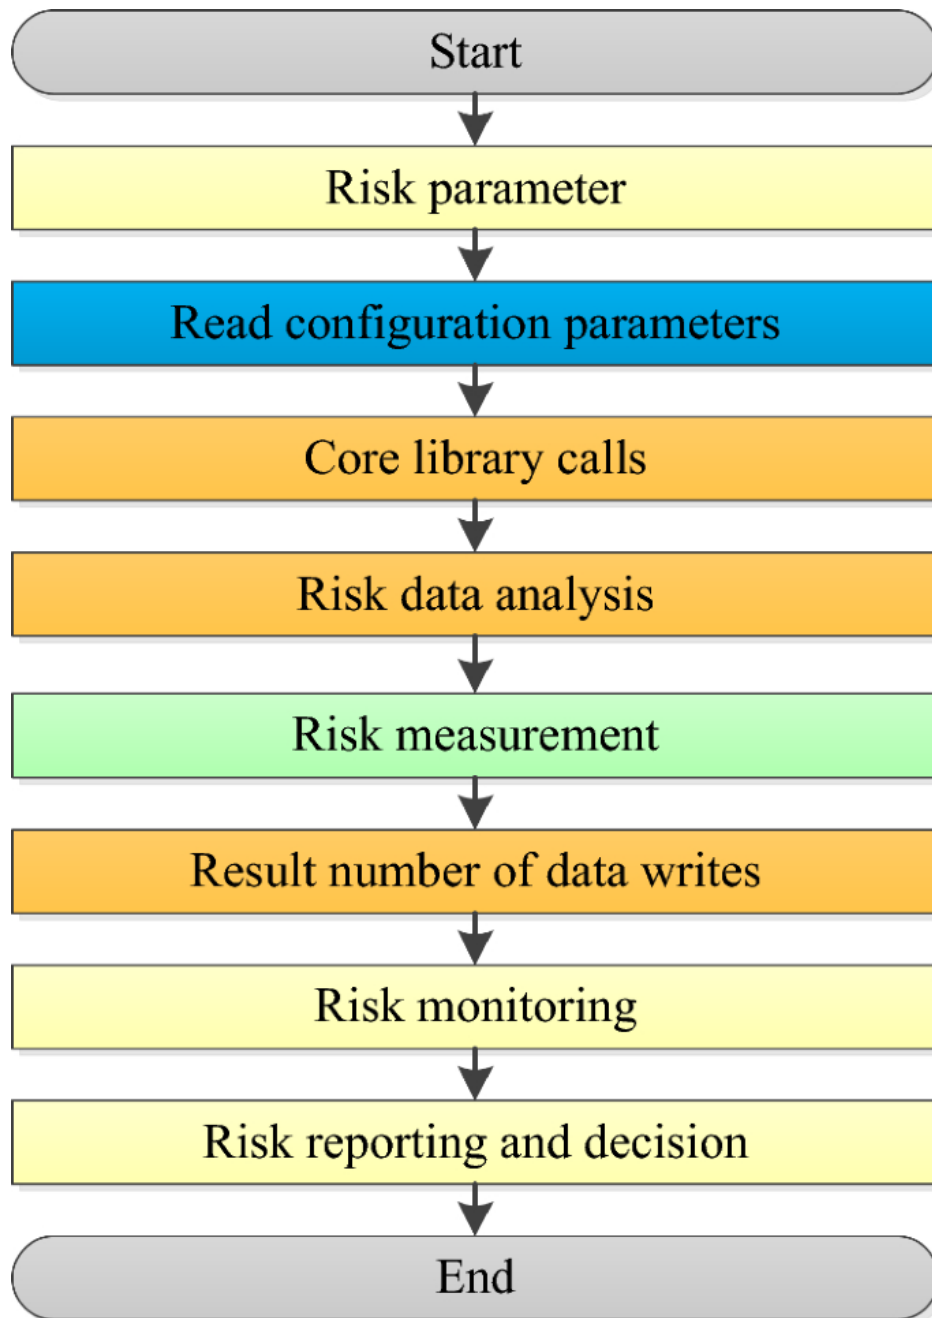 Start
Risk parameter
Read configuration parameters
Core library calls
Risk data analysis
Risk measurement
Result number of data writes
Risk monitoring
Risk reporting and decision
End